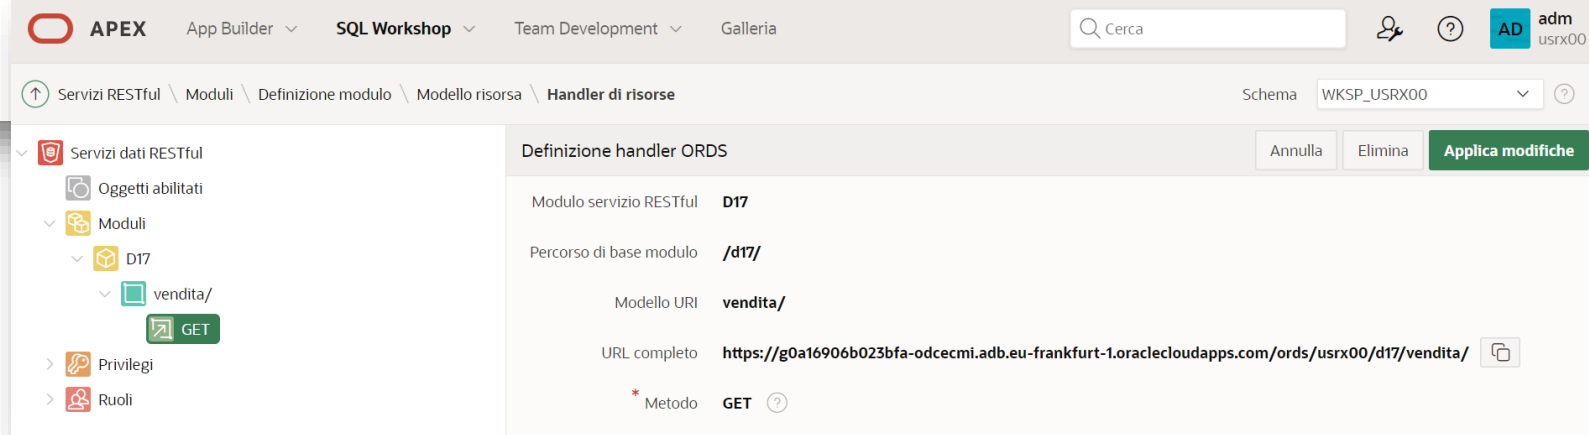 APEX App Builder SQL Workshop Team Development Galleria Cerca AD adm
usrx00
Servizi RESTful \ Moduli \ Definizione modulo \ Modello risorsa \ Handler di risorse Schema WKSP_USRX00
Servizi dati RESTful
Oggetti abilitati
Moduli
D17
vendita/
GET
Privilegi
Ruoli
Definizione handler ORDS Annulla Elimina Applica modifiche
Modulo servizio RESTful D17
Percorso di base modulo /d17/
Modello URI vendita/
URL completo https://g0a16906b023bfa-odcecmi.adb.eu-frankfurt-1.oraclecloudapps.com/ords/usrx00/d17/vendita/
* Metodo GET ?